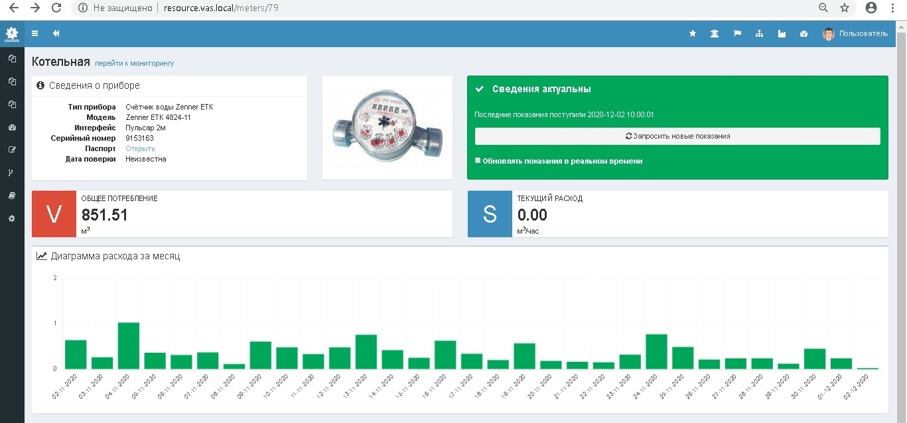 Не защищено | resource.vas.local/meters/79
Пользователь
Котельная перейти к мониторингу
Сведения о приборе
Тип прибора Счётчик воды Zenner ETK
Модель Zenner ETK 4824-11
Интерфейс Пульсар 2м
Серийный номер 9153163
Паспорт Открыть
Дата поверки Неизвестна
Сведения актуальны
Последние показания поступили 2020-12-02 10:00:01
Запросить новые показания
Обновлять показания в реальном времени
V
ОБЩЕЕ ПОТРЕБЛЕНИЕ
851.51
м³
S
ТЕКУЩИЙ РАСХОД
0.00
м³/час
Диаграмма расхода за месяц
2
1
0
02-11-2020
03-11-2020
04-11-2020
05-11-2020
06-11-2020
07-11-2020
08-11-2020
09-11-2020
10-11-2020
11-11-2020
12-11-2020
13-11-2020
14-11-2020
15-11-2020
16-11-2020
17-11-2020
18-11-2020
19-11-2020
20-11-2020
21-11-2020
22-11-2020
23-11-2020
24-11-2020
25-11-2020
26-11-2020
27-11-2020
28-11-2020
29-11-2020
30-11-2020
01-12-2020
02-12-2020